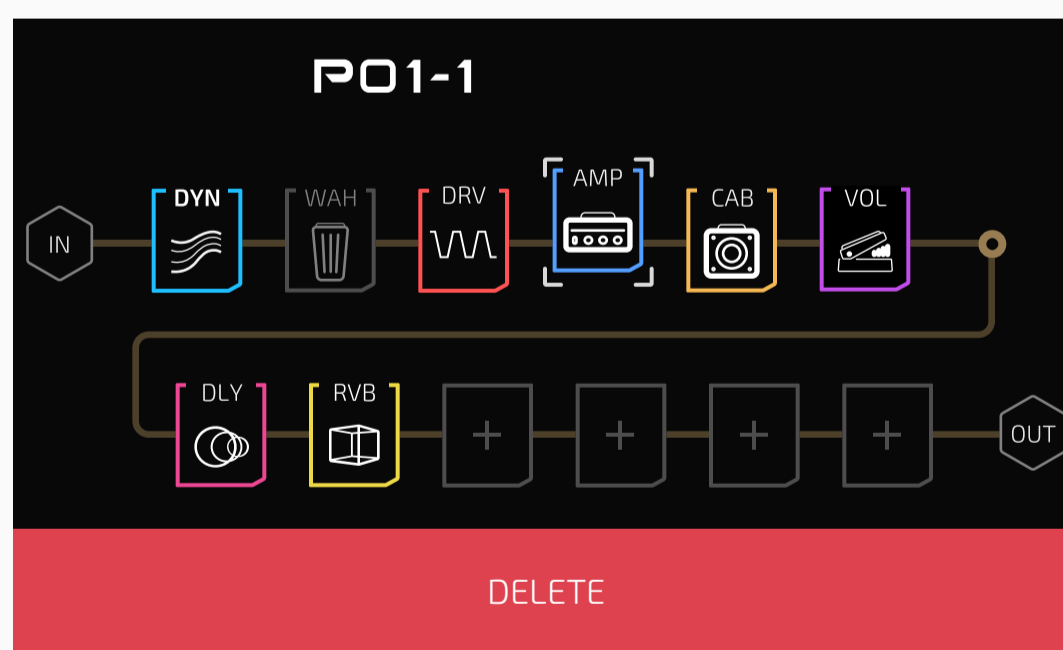 P01-1
IN
DYN
WAH
DRV
AMP
CAB
VOL
DLY
RVB
+
+
+
+
OUT
DELETE